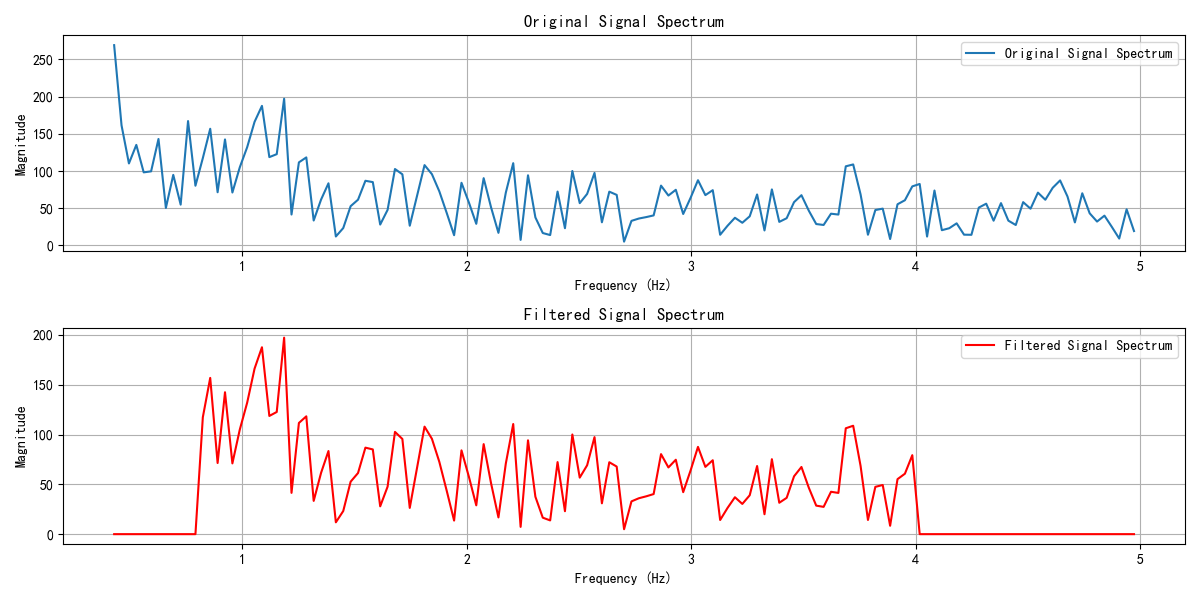 Original Signal Spectrum
Original Signal Spectrum
Magnitude
250
200
150
100
50
0
1 2 3 4 5
Frequency (Hz)
Filtered Signal Spectrum
Filtered Signal Spectrum
Magnitude
200
150
100
50
0
1 2 3 4 5
Frequency (Hz)